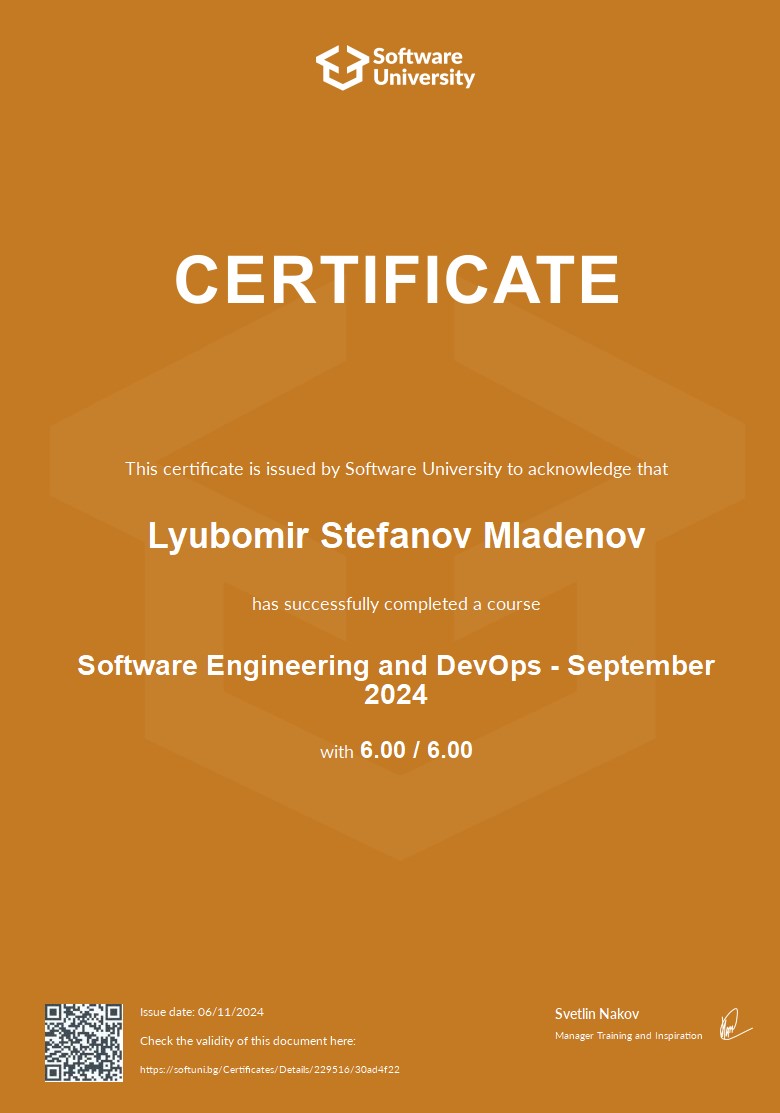 Software
University
CERTIFICATE
This certificate is issued by Software University to acknowledge that
Lyubomir Stefanov Mladenov
has successfully completed a course
Software Engineering and DevOps - September
2024
with 6.00 / 6.00
Issue date: 06/11/2024
Check the validity of this document here:
https://softuni.bg/Certificates/Details/229516/30ad4f22
Svetlin Nakov
Manager Training and Inspiration